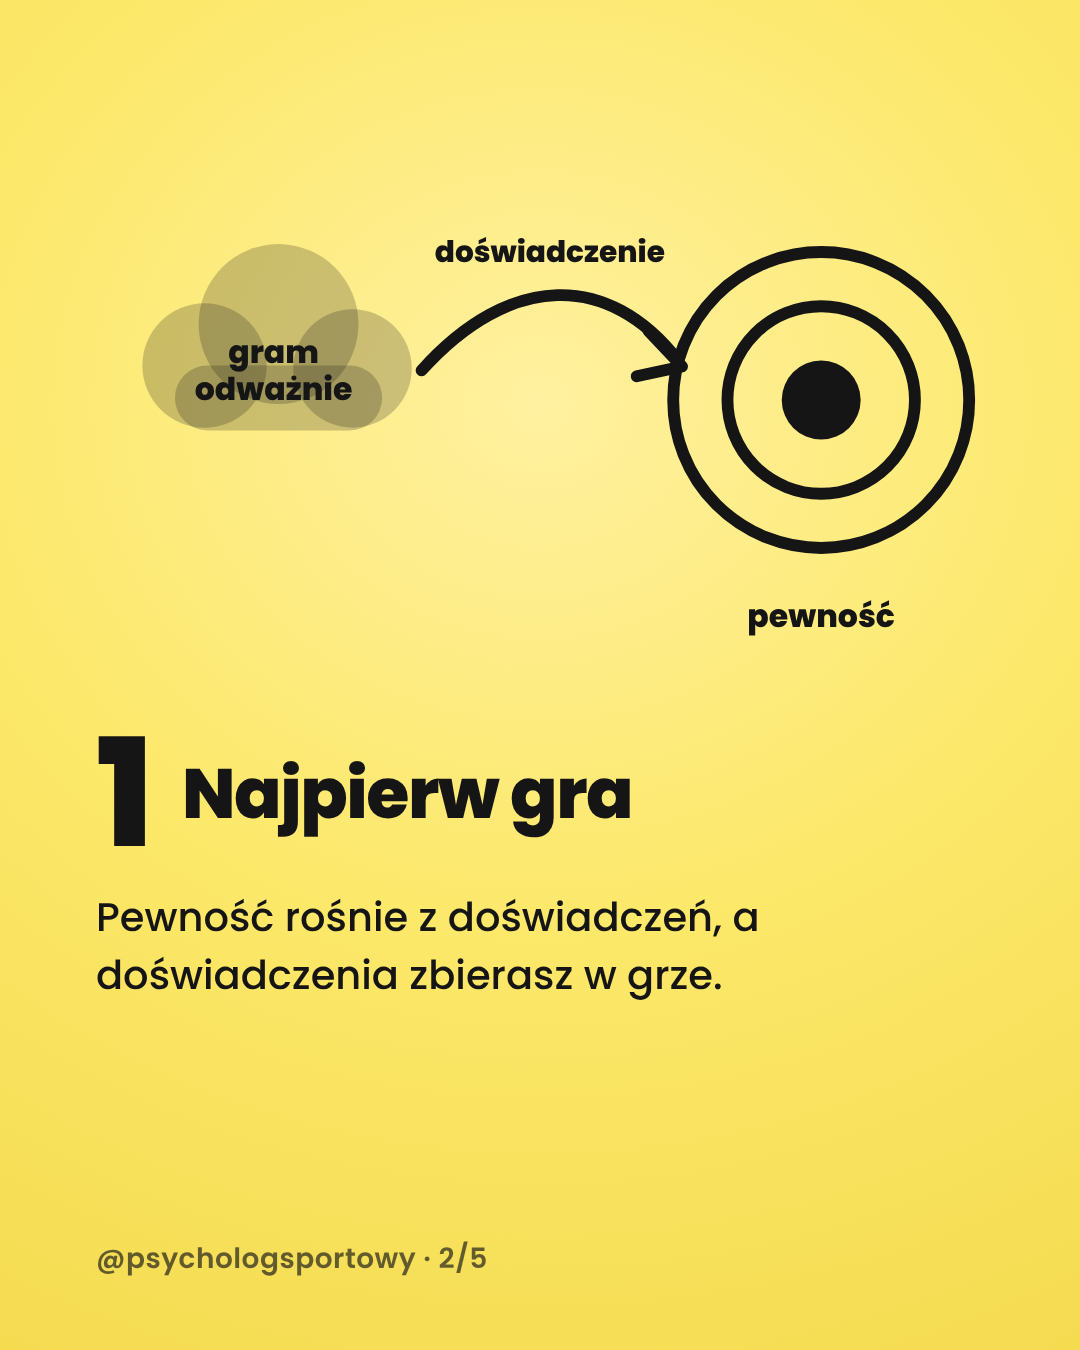 doświadczenie
gram
odważnie
pewność
1 Najpierw gra
Pewność rośnie z doświadczeń, a
doświadczenia zbierasz w grze.
@psychologsportowy · 2/5